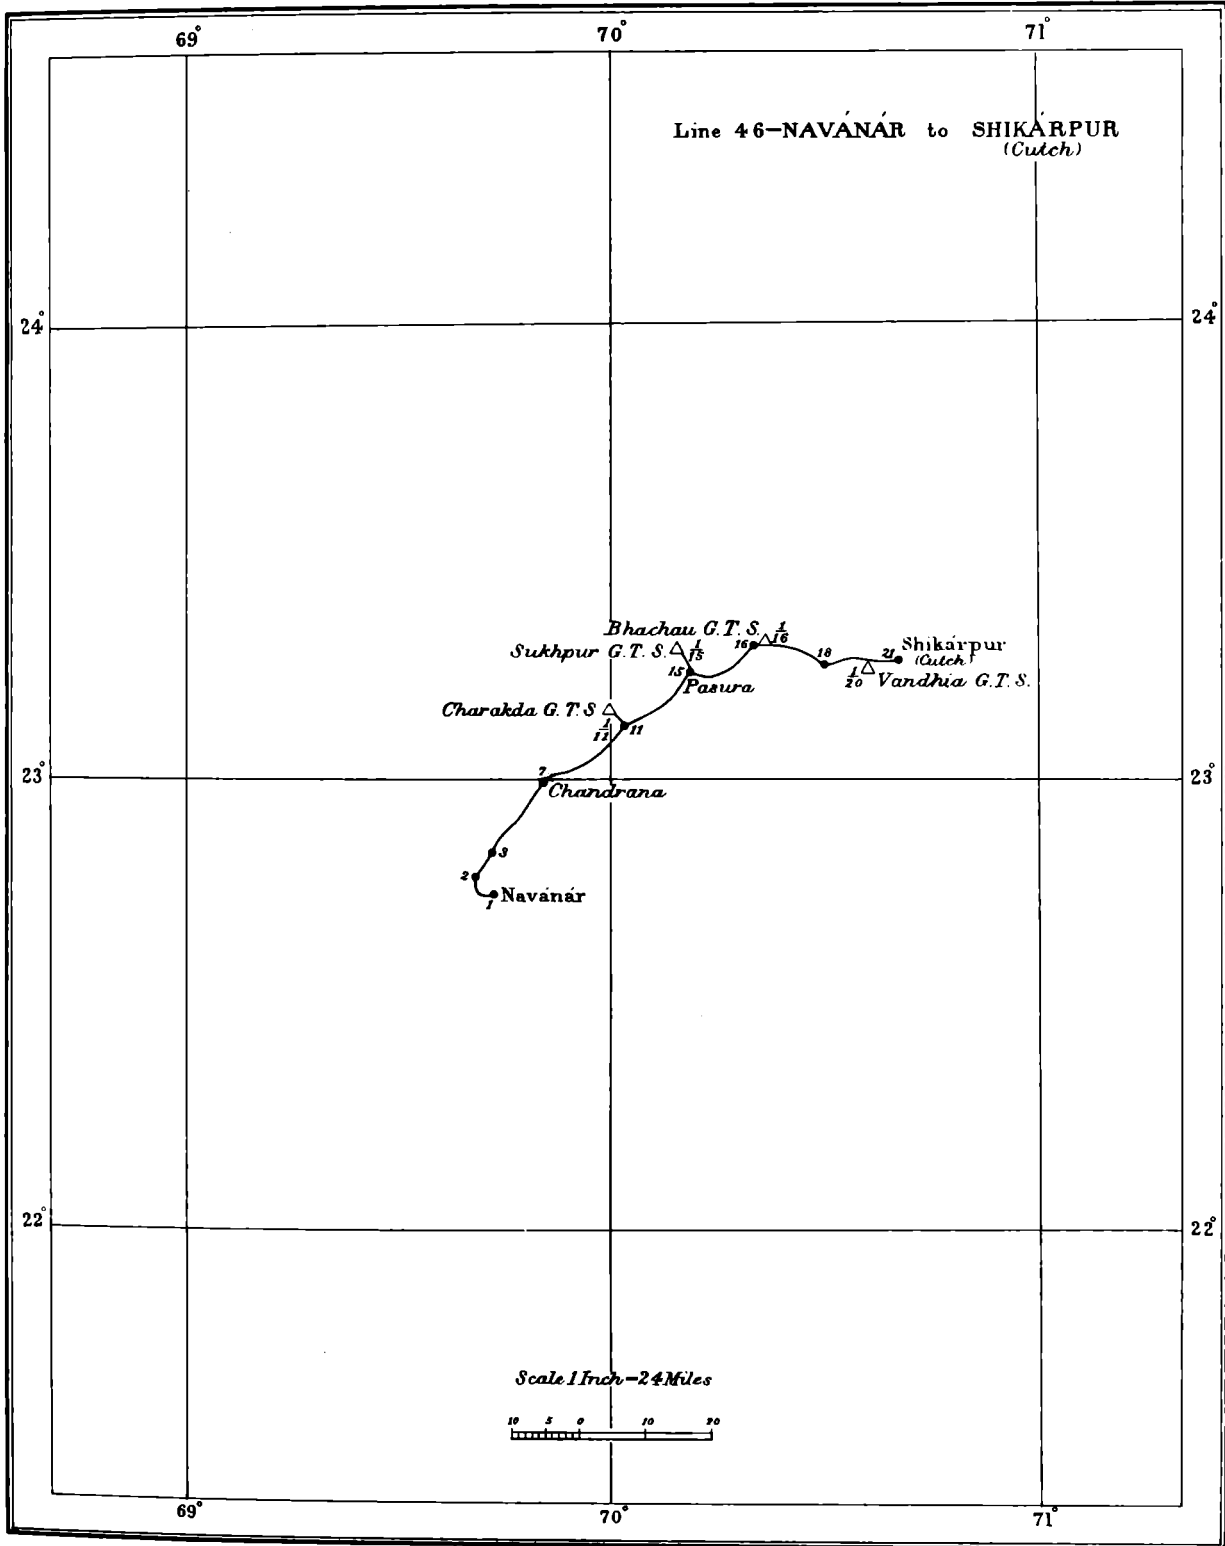 69° 70° 71°
Line 46–NAVÁNÁR to SHIKÁRPUR
(Cutch)
24° 24°
Bhachau G.T.S. 1/16
16
Sukhpur G.T.S. 1/15
15
Pasura
18
21
Shikárpur
(Cutch)
1/20 Vandhia G.T.S.
Charakda G.T.S
1/11
11
23° 23°
7
Chandrana
3
2
1
Navánár
22° 22°
Scale 1 Inch=24 Miles
10 5 0 10 20
69° 70° 71°